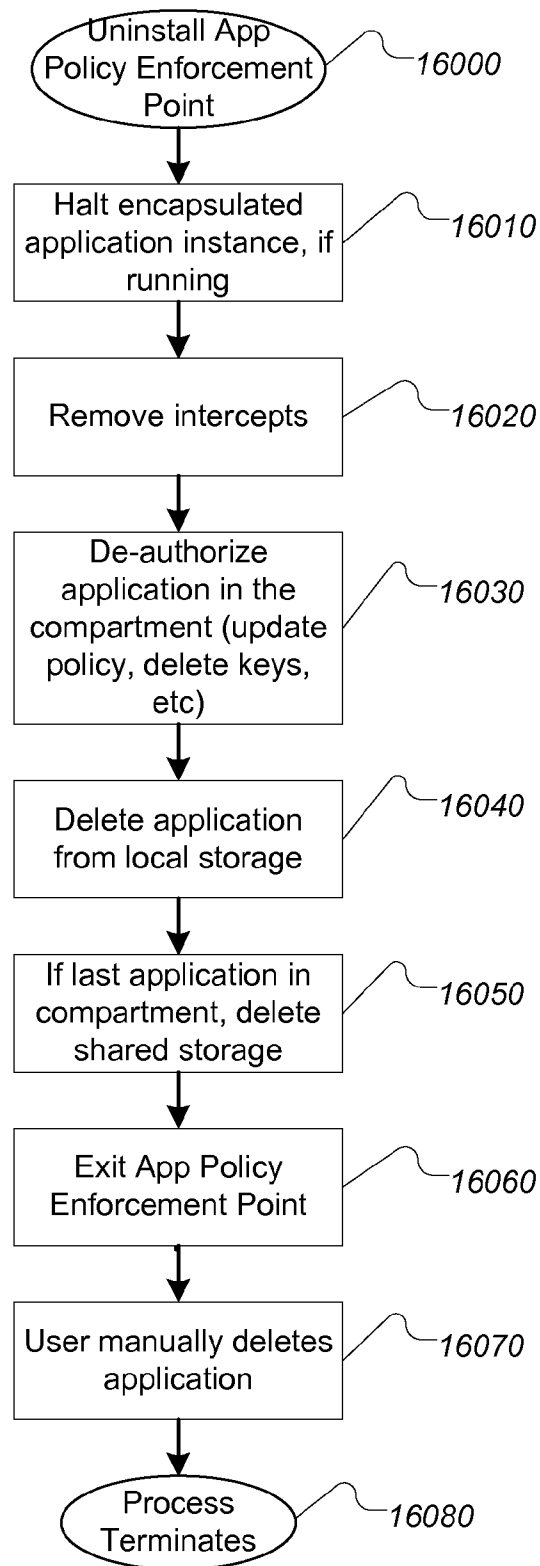 Uninstall App
Policy Enforcement
Point
16000
Halt encapsulated
application instance, if
running
16010
Remove intercepts
16020
De-authorize
application in the
compartment (update
policy, delete keys,
etc)
16030
Delete application
from local storage
16040
If last application in
compartment, delete
shared storage
16050
Exit App Policy
Enforcement Point
16060
User manually deletes
application
16070
Process
Terminates
16080